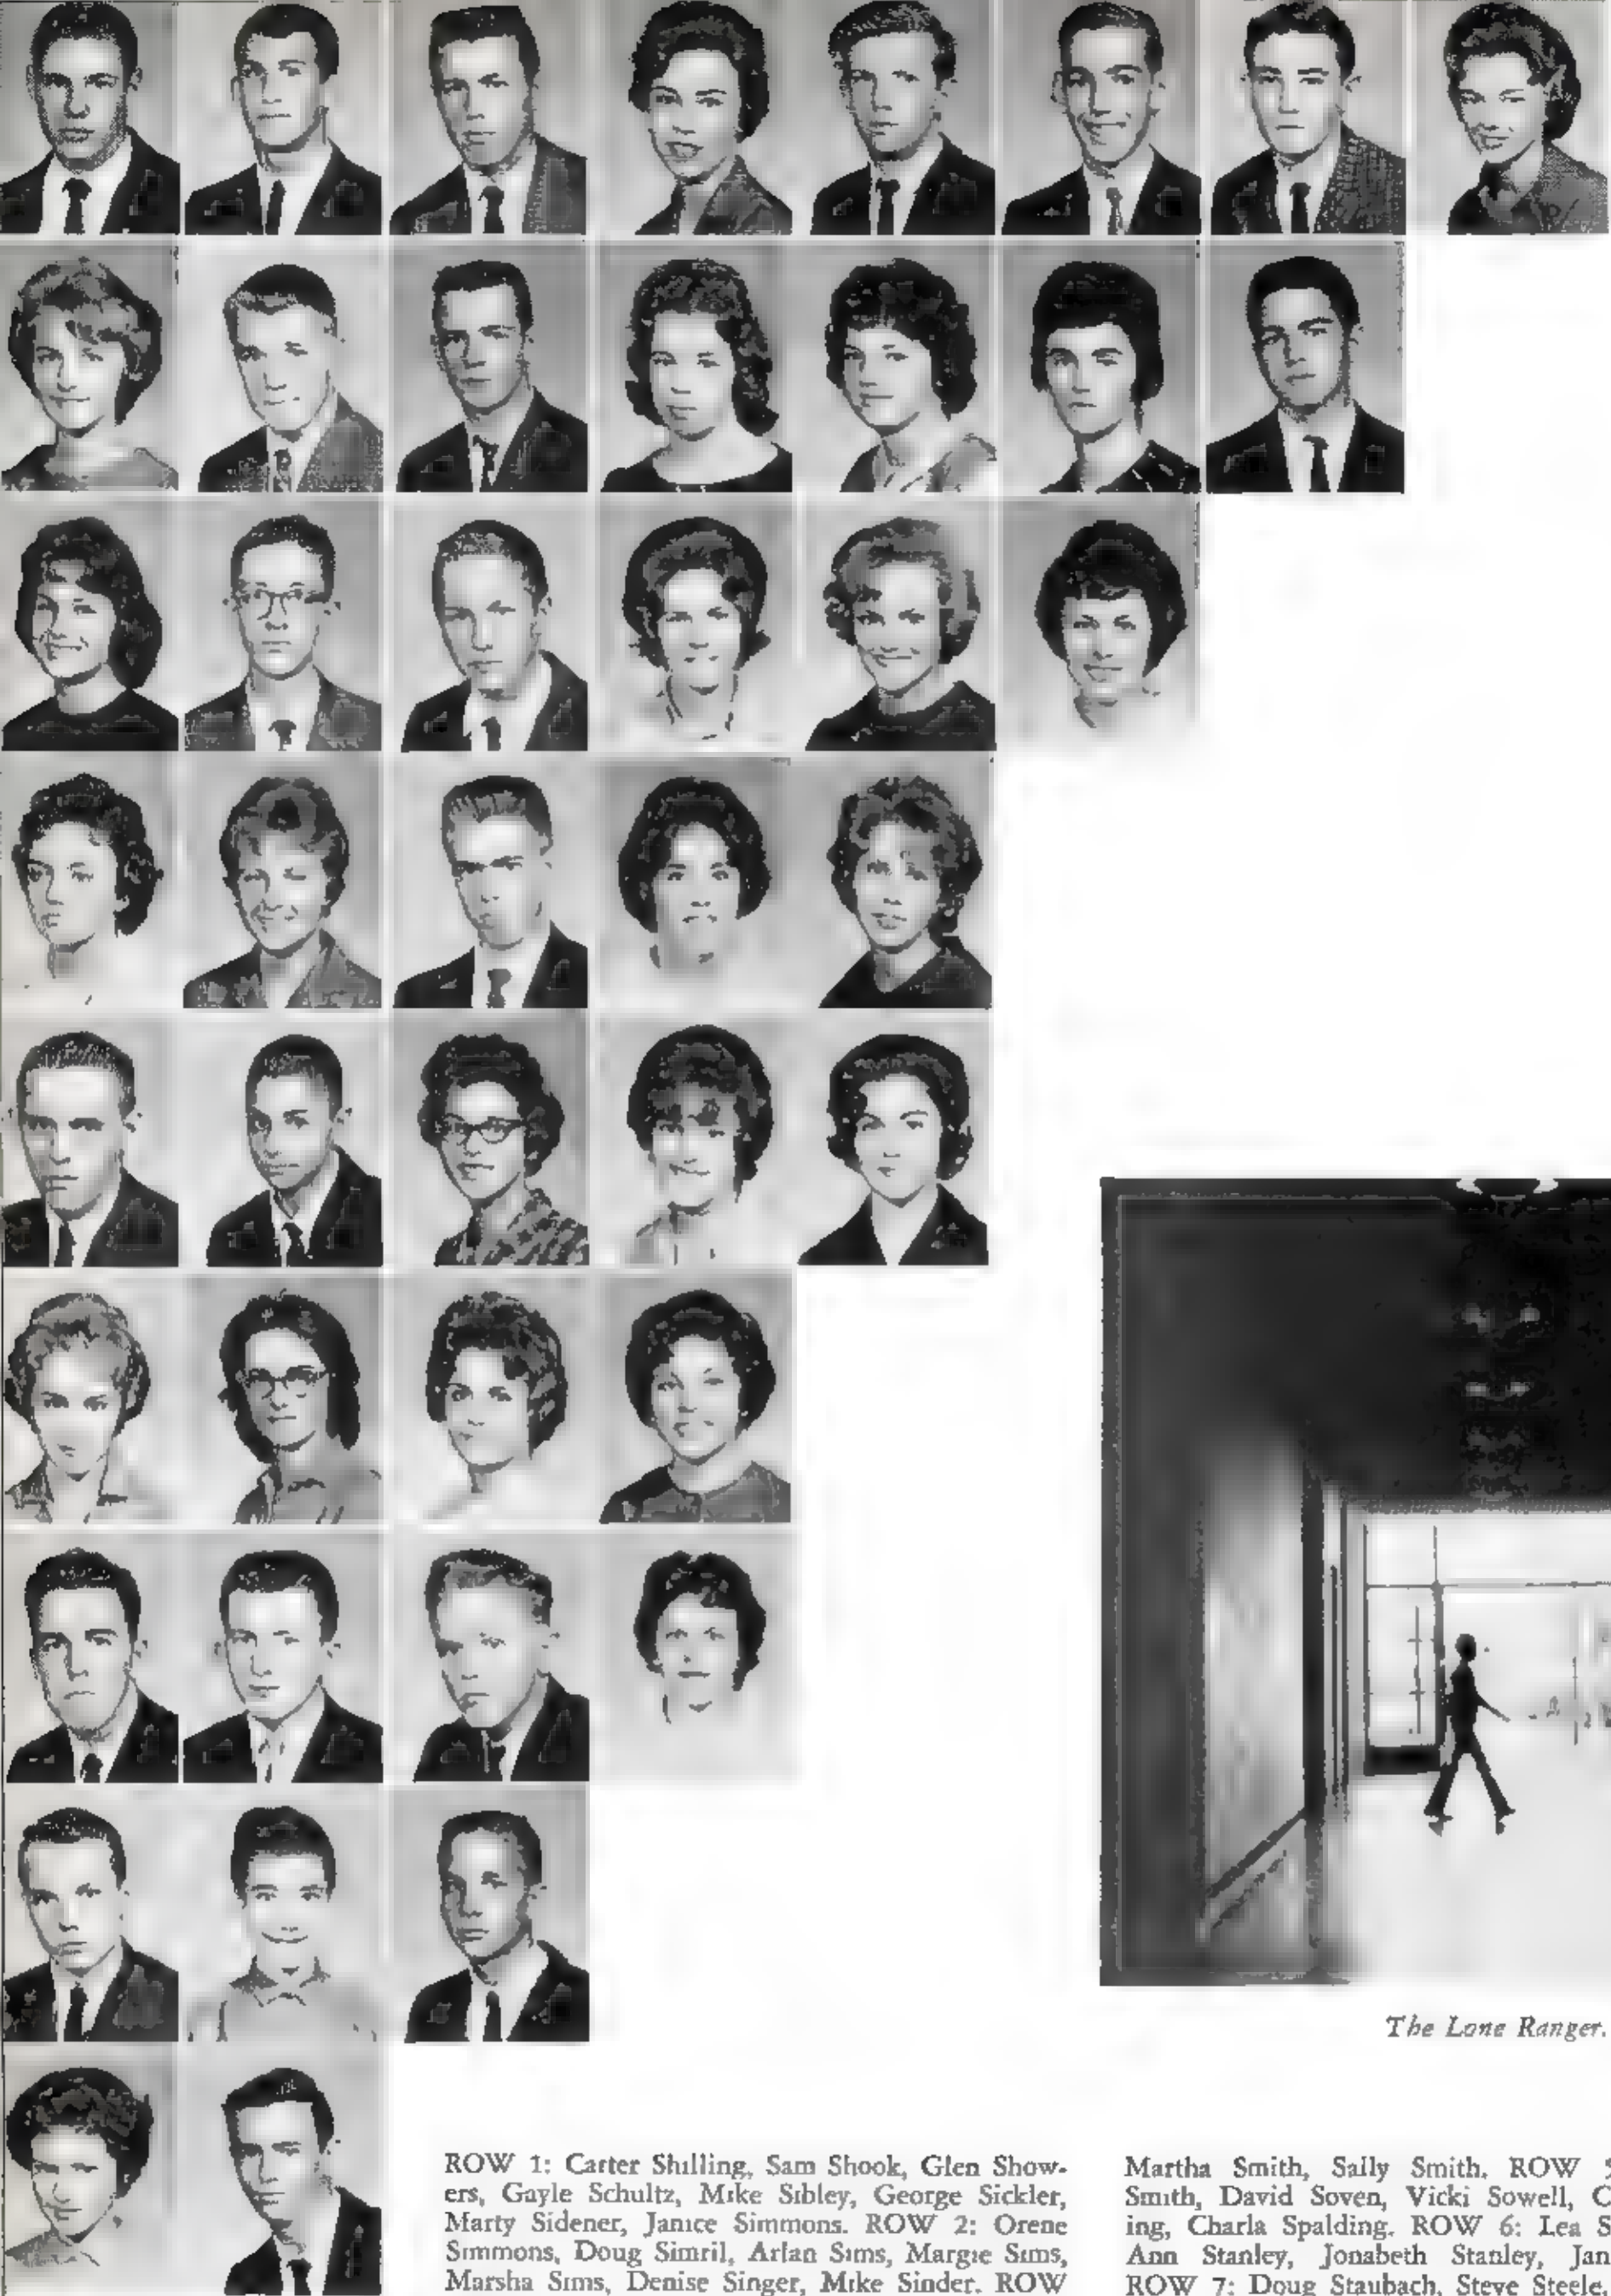 The Lone Ranger.
ROW 1: Carter Shilling, Sam Shook, Glen Show-
ers, Gayle Schultz, Mike Sibley, George Sickler,
Marty Sidener, Janice Simmons. ROW 2: Orene
Simmons, Doug Simril, Arlan Sims, Margie Sims,
Marsha Sims, Denise Singer, Mike Sinder. ROW
Martha Smith, Sally Smith. ROW
Smith, David Soven, Vicki Sowell,
ing, Charla Spalding. ROW 6: Lea
Ann Stanley, Jonabeth Stanley, Jan
ROW 7: Doug Staubach, Steve Steele,